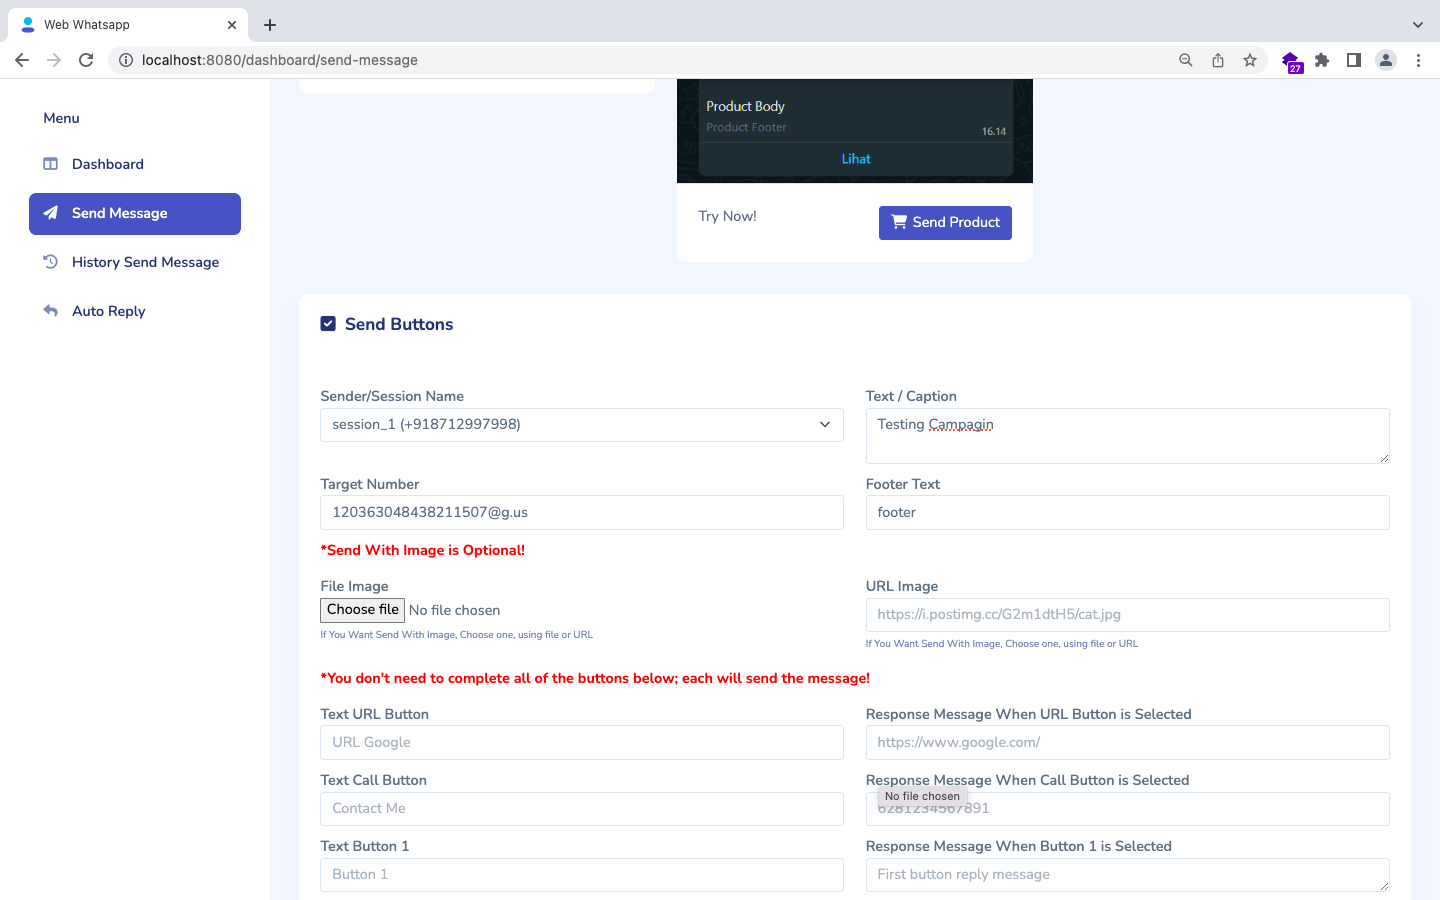 Web Whatsapp
localhost:8080/dashboard/send-message
27
Menu
Dashboard
Send Message
History Send Message
Auto Reply
Product Body
Product Footer
16.14
Lihat
Try Now!
Send Product
Send Buttons
Sender/Session Name
session_1 (+918712997998)
Text / Caption
Testing Campagin
Target Number
120363048438211507@g.us
Footer Text
footer
*Send With Image is Optional!
File Image
Choose file No file chosen
If You Want Send With Image, Choose one, using file or URL
URL Image
https://i.postimg.cc/G2m1dtH5/cat.jpg
If You Want Send With Image, Choose one, using file or URL
*You don't need to complete all of the buttons below; each will send the message!
Text URL Button
URL Google
Response Message When URL Button is Selected
https://www.google.com/
Text Call Button
Contact Me
Response Message When Call Button is Selected
No file chosen
6281234567891
Text Button 1
Button 1
Response Message When Button 1 is Selected
First button reply message